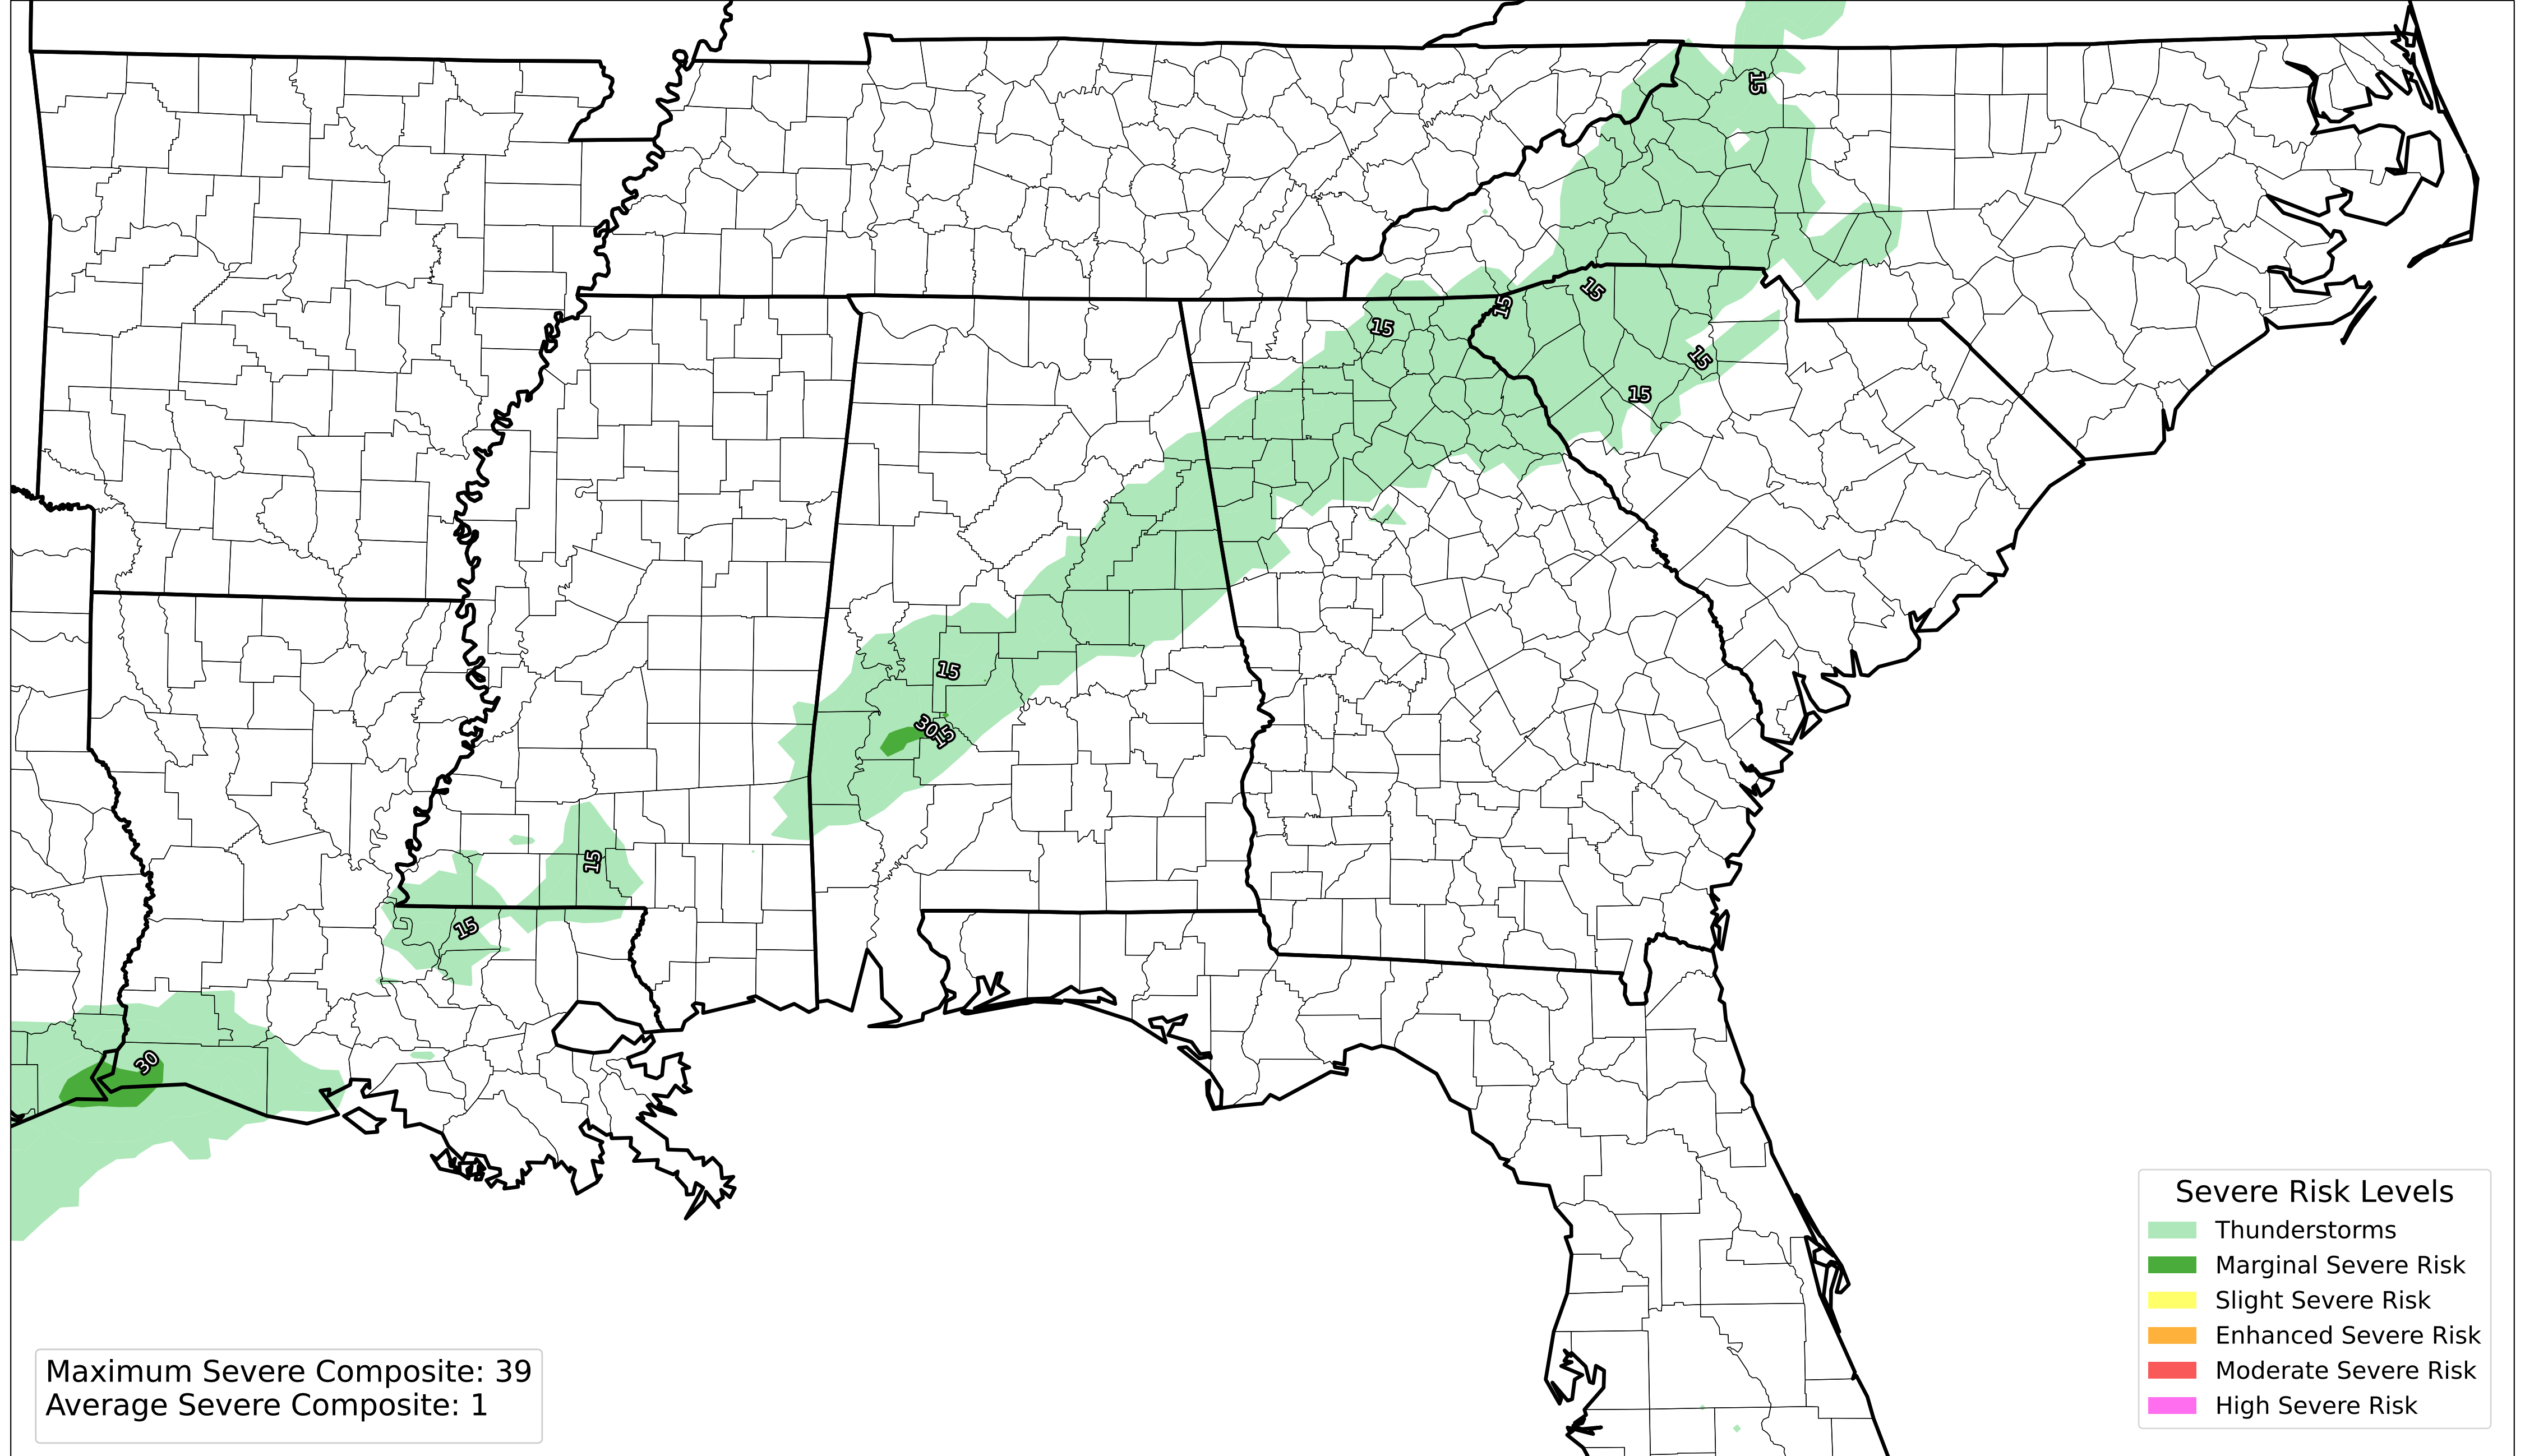 15
15
15
15
15
15
15
30
15
15
15
30
Severe Risk Levels
Thunderstorms
Marginal Severe Risk
Slight Severe Risk
Enhanced Severe Risk
Moderate Severe Risk
High Severe Risk
Maximum Severe Composite: 39
Average Severe Composite: 1